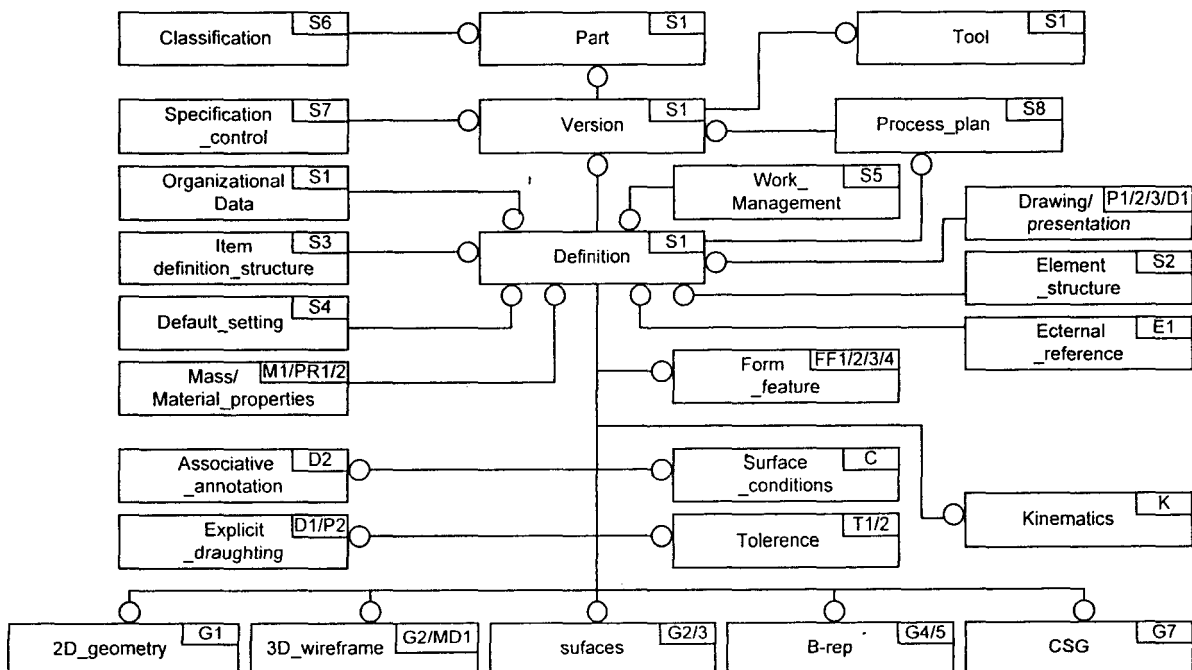 Classification
S6
Part
S1
Tool
S1
Specification
_control
S7
Version
S1
Process_plan
S8
Organizational
Data
S1
Work_
Management
S5
Drawing/
presentation
P1/2/3/D1
Item
definition_structure
S3
Definition
S1
Element
_structure
S2
Default_setting
S4
Ecternal
_reference
E1
Mass/
Material_properties
M1/PR1/2
Form
_feature
FF1/2/3/4
Associative
_annotation
D2
Surface
_conditions
C
Kinematics
K
Explicit
_draughting
D1/P2
Tolerence
T1/2
2D_geometry
G1
3D_wireframe
G2/MD1
sufaces
G2/3
B-rep
G4/5
CSG
G7